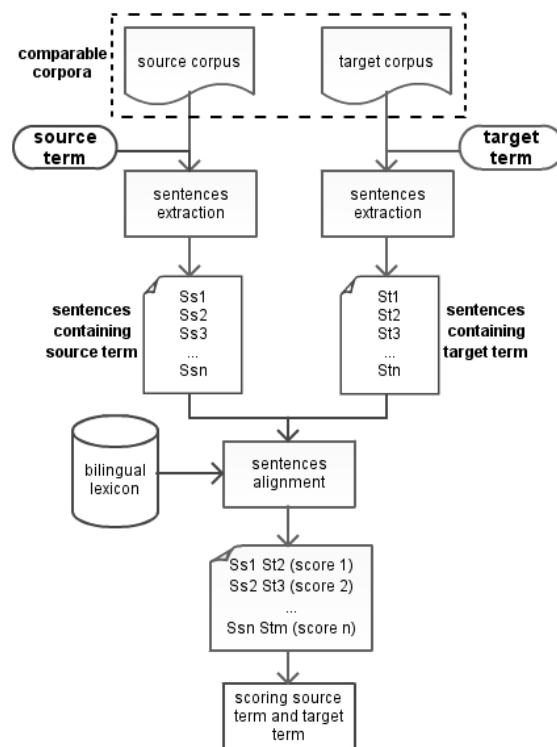 comparable
corpora
source corpus
target corpus
source
term
target
term
sentences
extraction
sentences
extraction
sentences
containing
source term
Ss1
Ss2
Ss3
...
Ssn
St1
St2
St3
...
Stn
sentences
containing
target term
bilingual
lexicon
sentences
alignment
Ss1 St2 (score 1)
Ss2 St3 (score 2)
...
Ssn Stm (score n)
scoring source
term and target
term